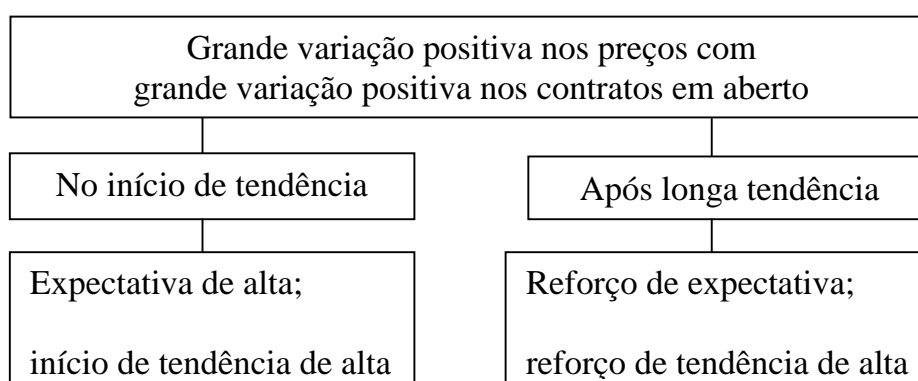 Grande variação positiva nos preços com
grande variação positiva nos contratos em aberto
No início de tendência
Após longa tendência
Expectativa de alta;
início de tendência de alta
Reforço de expectativa;
reforço de tendência de alta